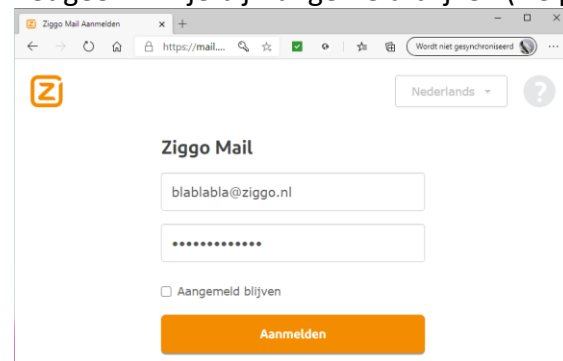 Ziggo Mail Aanmelden
https://mail....
Wordt niet gesynchroniseerd
Z
Nederlands
?
Ziggo Mail
blablabla@ziggo.nl
•••••••••••••
Aangemeld blijven
Aanmelden